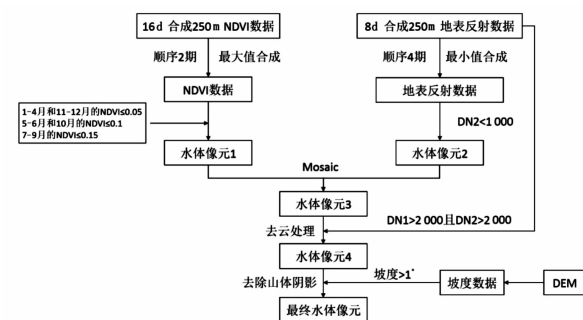 16d 合成250m NDVI数据
8d 合成250m 地表反射数据
顺序2期
最大值合成
顺序4期
最小值合成
NDVI数据
地表反射数据
1-4月和11-12月的NDVI≤0.05
5-6月和10月的NDVI≤0.1
7-9月的NDVI≤0.15
DN2<1 000
水体像元1
水体像元2
Mosaic
水体像元3
DN1>2 000且DN2>2 000
去云处理
水体像元4
去除山体阴影
坡度>1°
坡度数据
DEM
最终水体像元